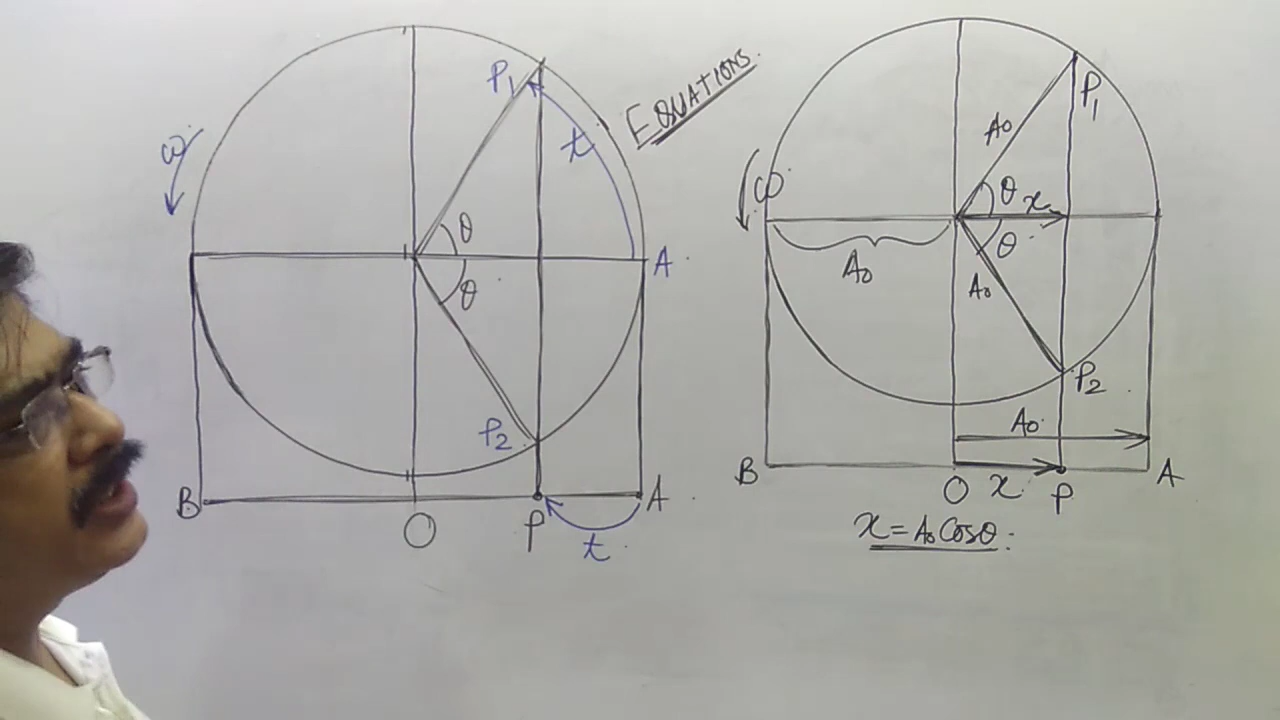 EQUATIONS.
ω
P₁
t
θ
θ
A
P₂
B
O
P
A
t
ω
A₀
P₁
θ
x
θ
A₀
A₀
P₂
A₀
B
O
x
P
A
x = A₀ Cosθ